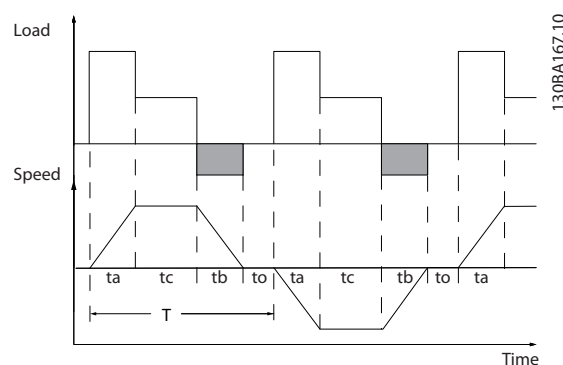 Load
130BA167.10
Speed
ta tc tb to ta tc tb to ta
T
Time